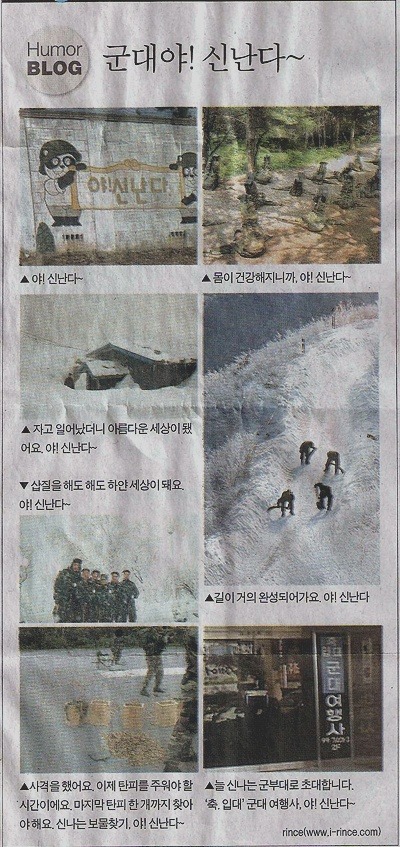 Humor
BLOG
군대야! 신난다~
야!신난다
▲ 야! 신난다~
▲ 몸이 건강해지니까, 야! 신난다~
▲ 자고 일어났더니 아름다운 세상이 됐
어요. 야! 신난다~
▼ 삽질을 해도 해도 하얀 세상이 돼요.
야! 신난다~
▲길이 거의 완성되어가요. 야! 신난다
군대여행사
▲사격을 했어요. 이제 탄피를 주워야 할
시간이에요. 마지막 탄피 한 개까지 찾아
야 해요. 신나는 보물찾기, 야! 신난다~
▲늘 신나는 군부대로 초대합니다.
‘축, 입대’ 군대 여행사, 야! 신난다~
rince(www.i-rince.com)